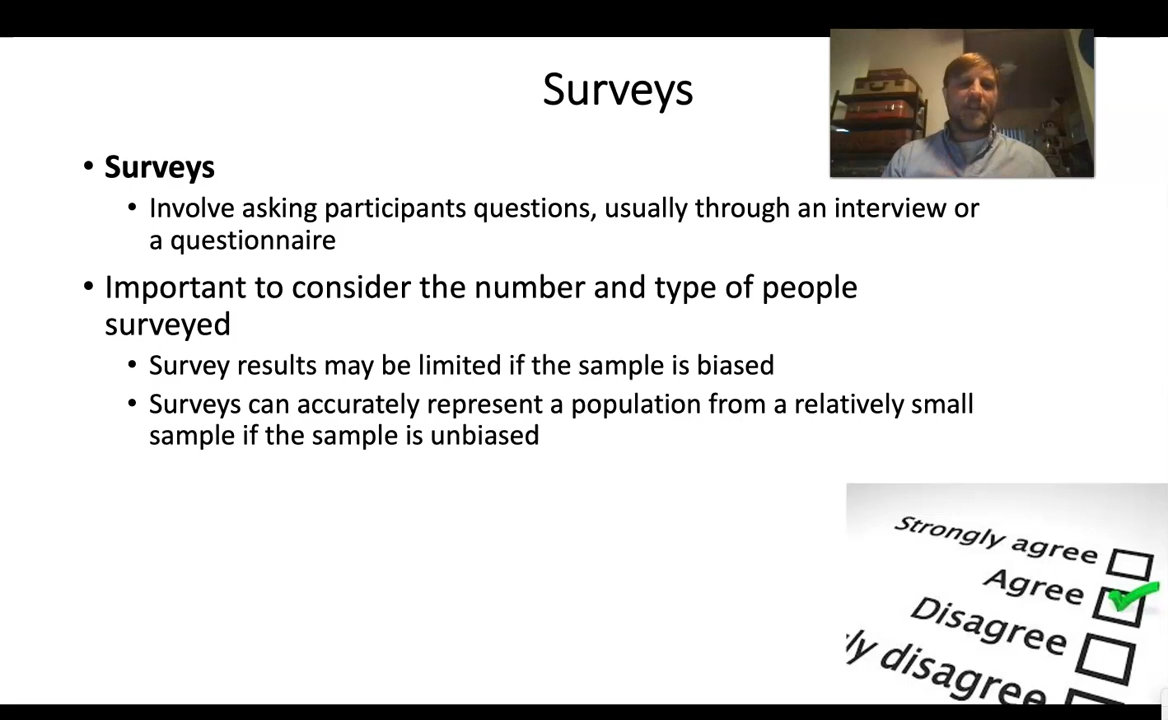 Surveys
• Surveys
• Involve asking participants questions, usually through an interview or
a questionnaire
• Important to consider the number and type of people
surveyed
• Survey results may be limited if the sample is biased
• Surveys can accurately represent a population from a relatively small
sample if the sample is unbiased
Strongly agree
Agree
Disagree
ly disagree